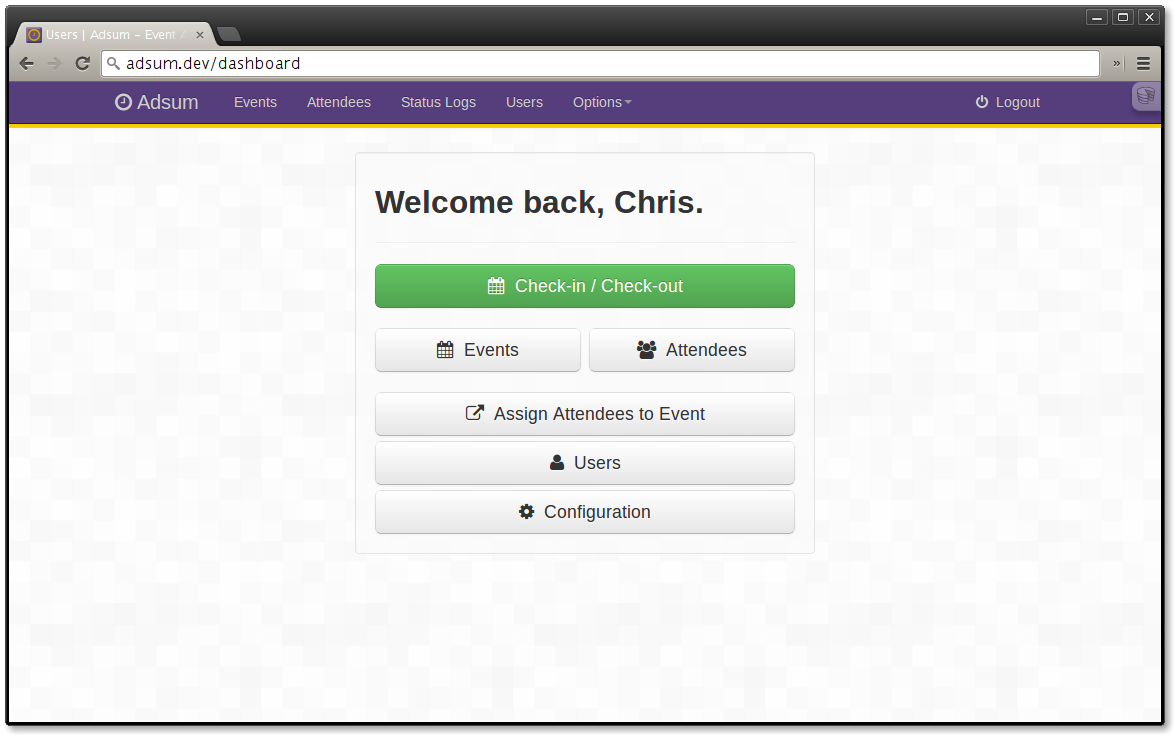 Users | Adsum - Event
adsum.dev/dashboard
Adsum Events Attendees Status Logs Users Options Logout
Welcome back, Chris.
Check-in / Check-out
Events Attendees
Assign Attendees to Event
Users
Configuration